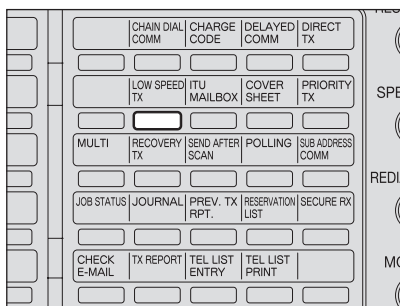 CHAIN DIAL COMM
CHARGE CODE
DELAYED COMM
DIRECT TX
LOW SPEED TX
ITU MAILBOX
COVER SHEET
PRIORITY TX
MULTI
RECOVERY TX
SEND AFTER SCAN
POLLING
SUB ADDRESS COMM
JOB STATUS
JOURNAL
PREV. TX RPT.
RESERVATION LIST
SECURE RX
CHECK E-MAIL
TX REPORT
TEL LIST ENTRY
TEL LIST PRINT
SPE
REDI
MO